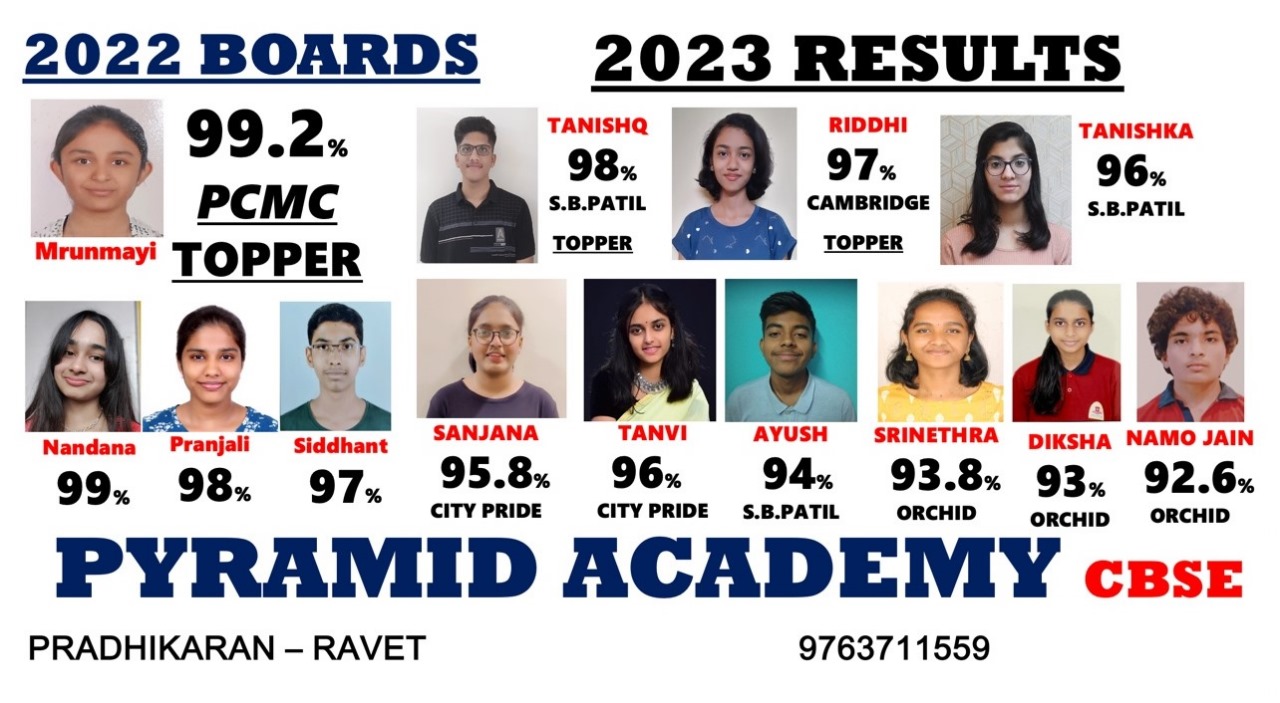 2022 BOARDS
99.2%
PCMC
TOPPER
Mrunmayi
Nandana
99%
Pranjali
98%
Siddhant
97%
2023 RESULTS
TANISHQ
98%
S.B.PATIL
TOPPER
RIDDHI
97%
CAMBRIDGE
TOPPER
TANISHKA
96%
S.B.PATIL
SANJANA
95.8%
CITY PRIDE
TANVI
96%
CITY PRIDE
AYUSH
94%
S.B.PATIL
SRINETHRA
93.8%
ORCHID
DIKSHA
93%
ORCHID
NAMO JAIN
92.6%
ORCHID
PYRAMID ACADEMY CBSE
PRADHIKARAN – RAVET
9763711559